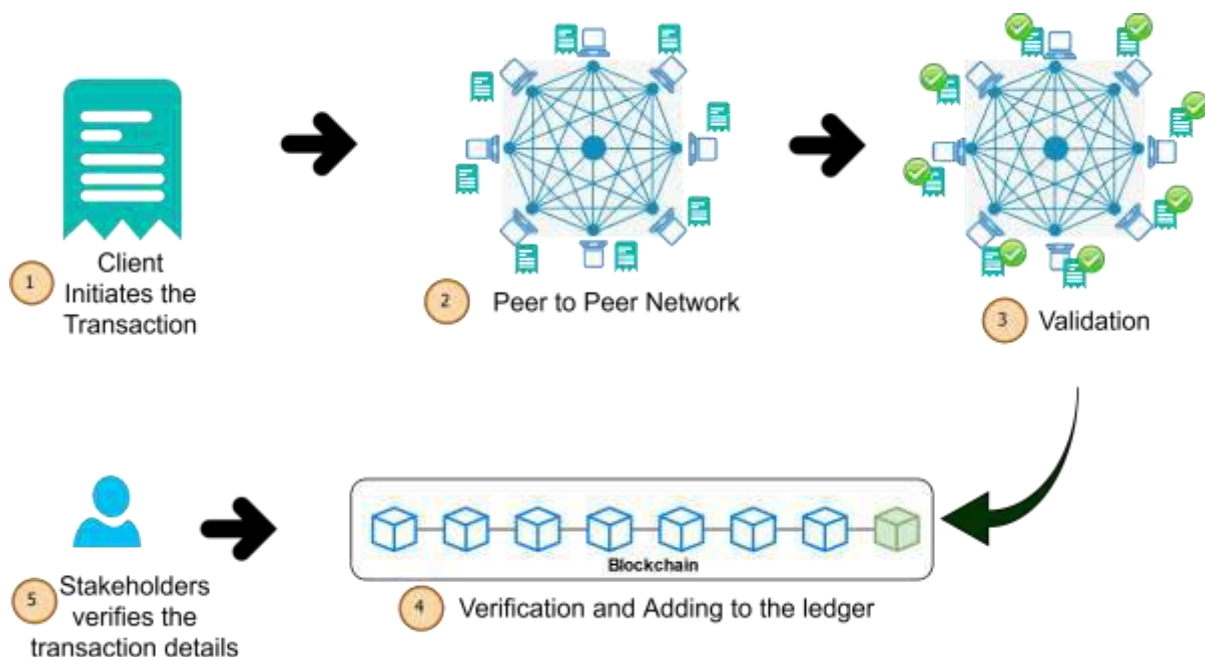 1
Client
Initiates the
Transaction
2
Peer to Peer Network
3
Validation
5
Stakeholders
verifies the
transaction details
Blockchain
4
Verification and Adding to the ledger